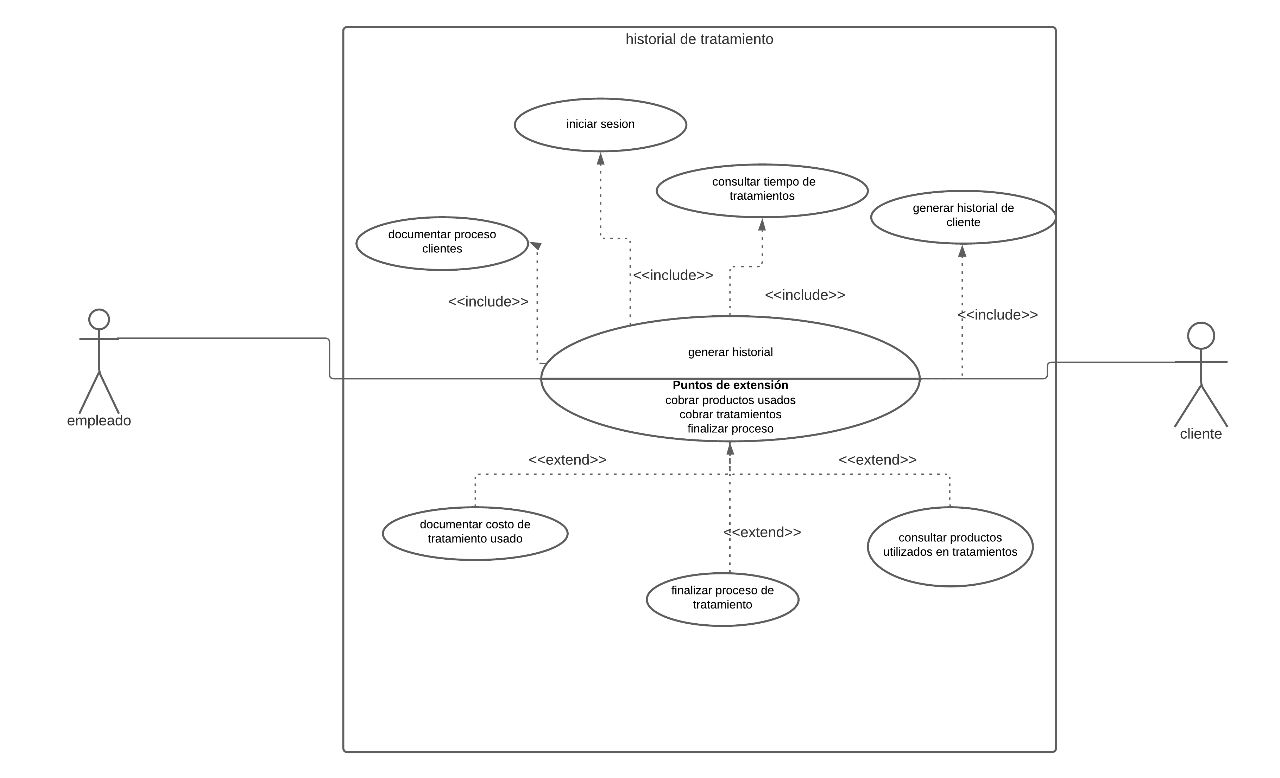 historial de tratamiento
iniciar sesion
consultar tiempo de
tratamientos
generar historial de
cliente
documentar proceso
clientes
<<include>>
<<include>>
<<include>>
<<include>>
generar historial
Puntos de extensión
cobrar productos usados
cobrar tratamientos
finalizar proceso
empleado
cliente
<<extend>>
<<extend>>
documentar costo de
tratamiento usado
<<extend>>
consultar productos
utilizados en tratamientos
finalizar proceso de
tratamiento